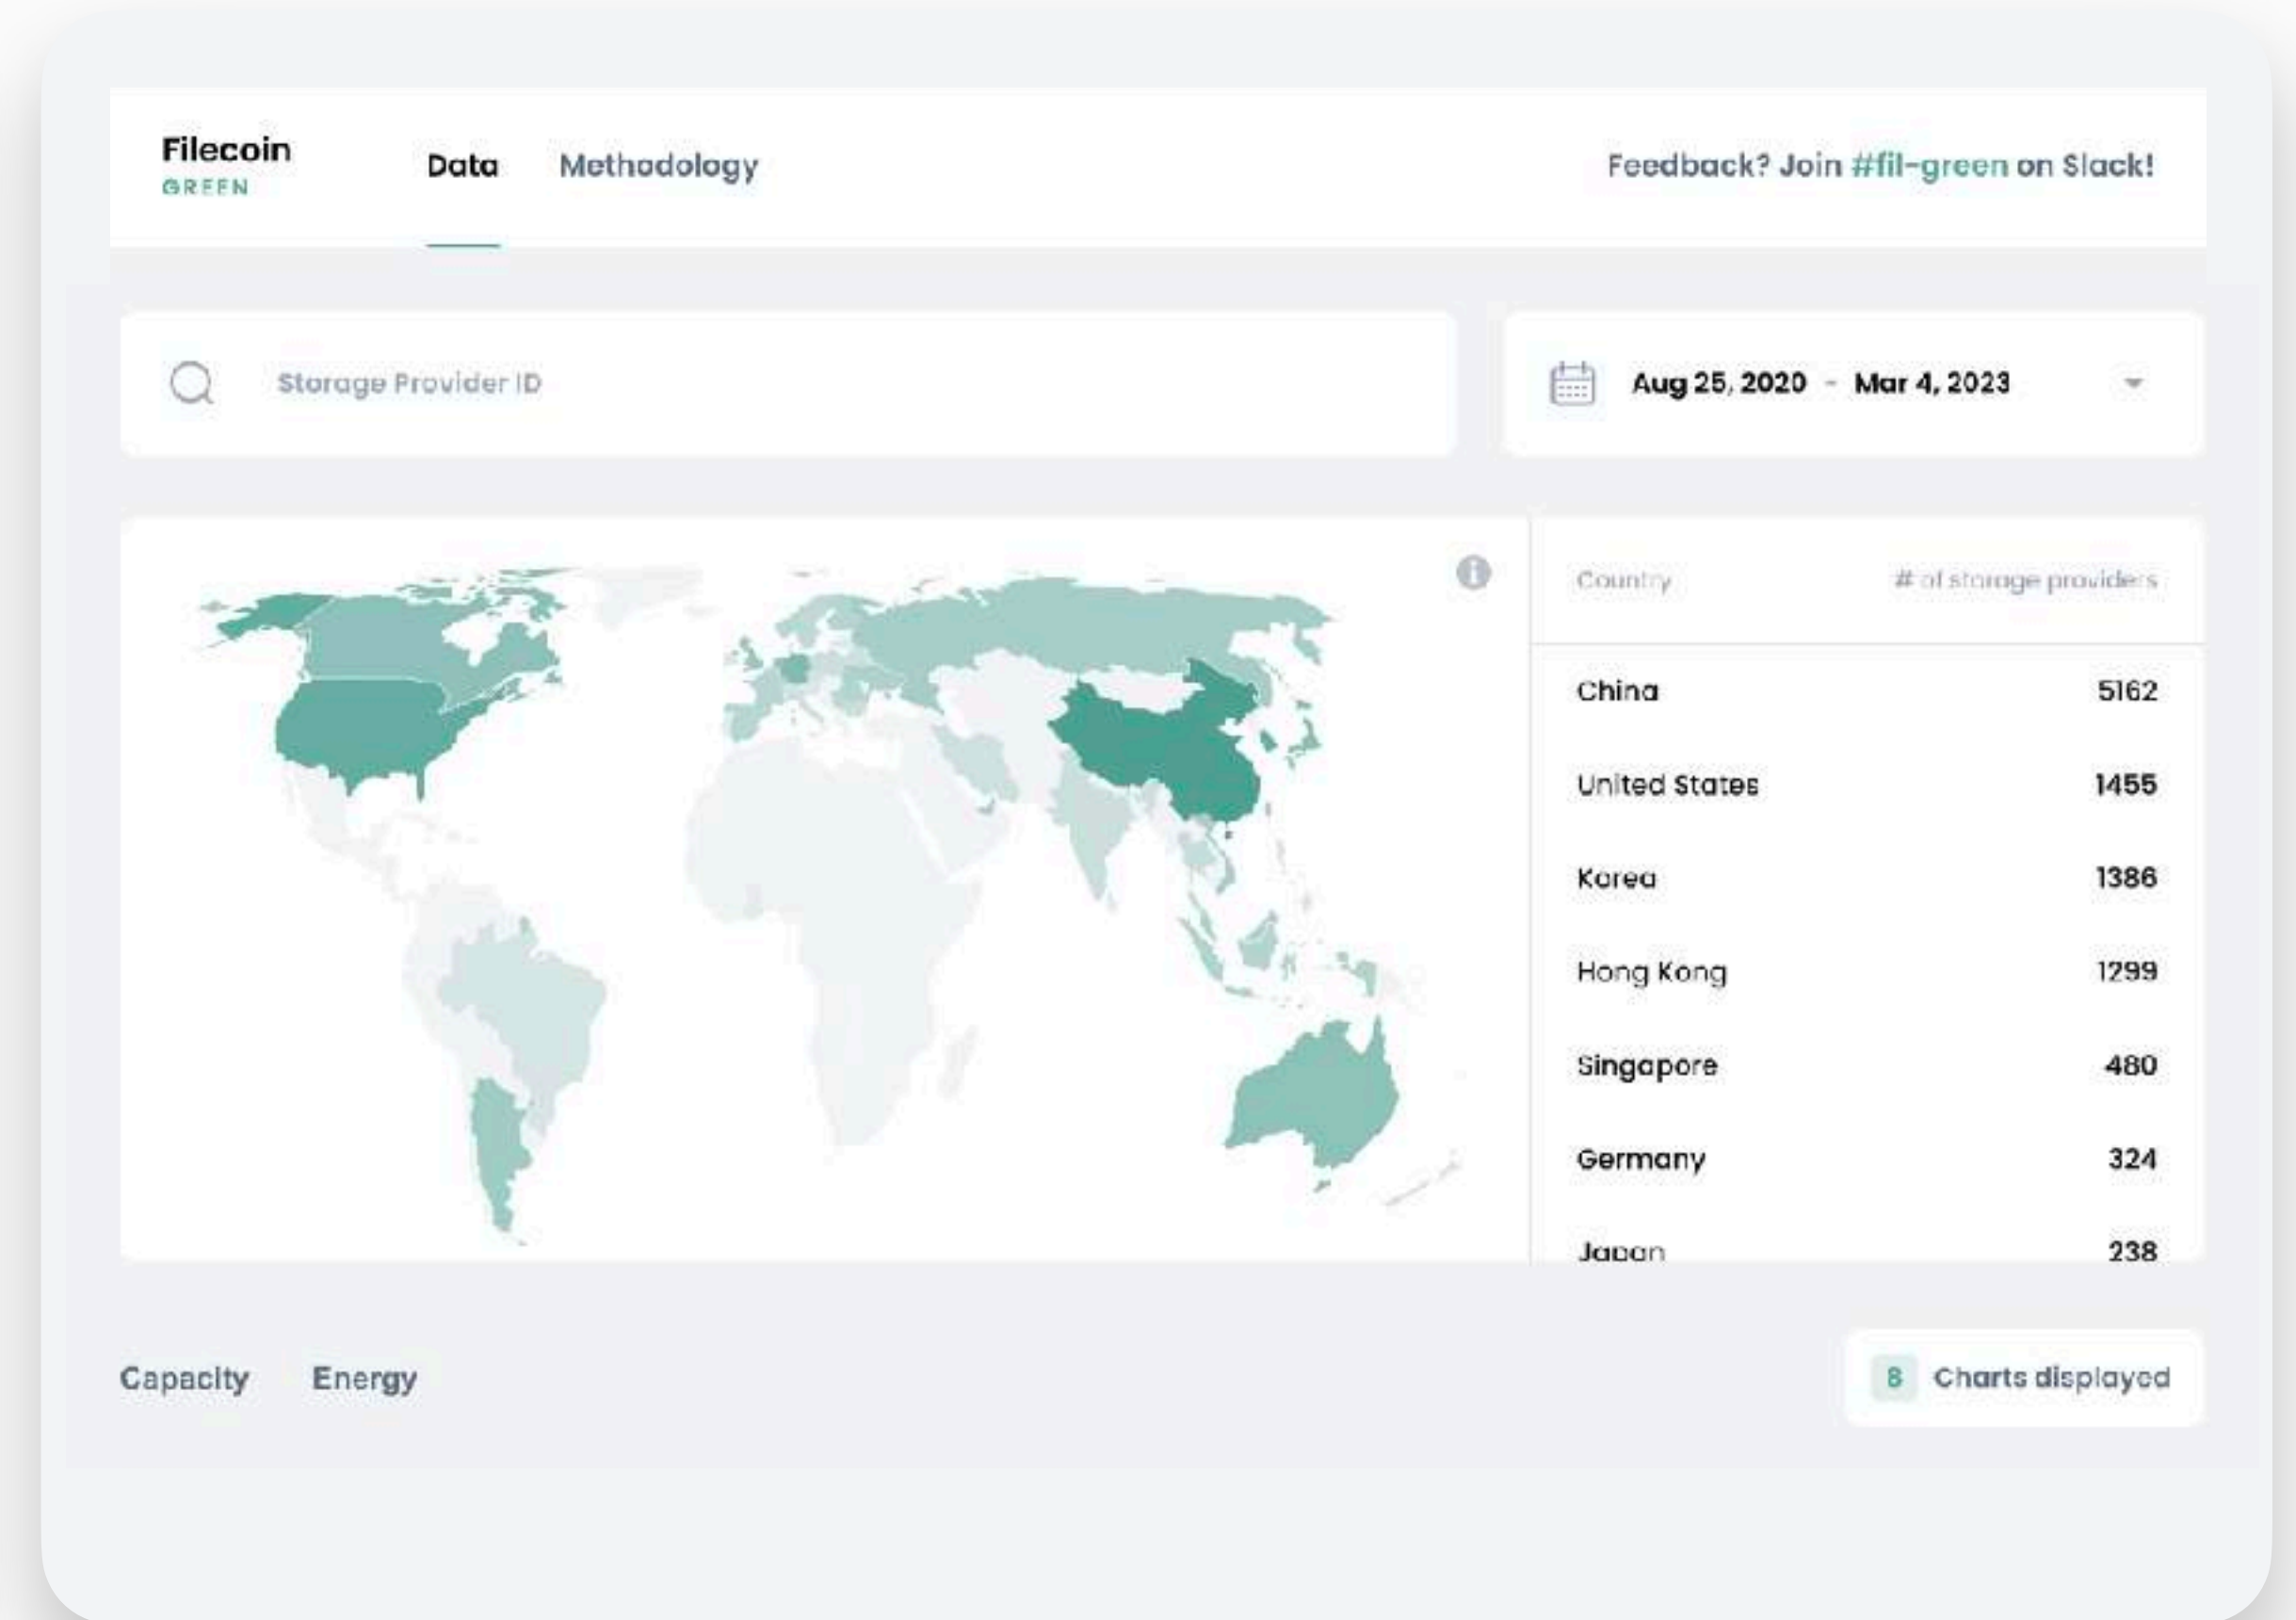 Filecoin
GREEN
Data
Methodology
Feedback? Join #fil-green on Slack!
Storage Provider ID
Aug 25, 2020 - Mar 4, 2023
Country # of storage providers
China 5162
United States 1455
Korea 1386
Hong Kong 1299
Singapore 480
Germany 324
Japan 238
Capacity
Energy
8 Charts displayed